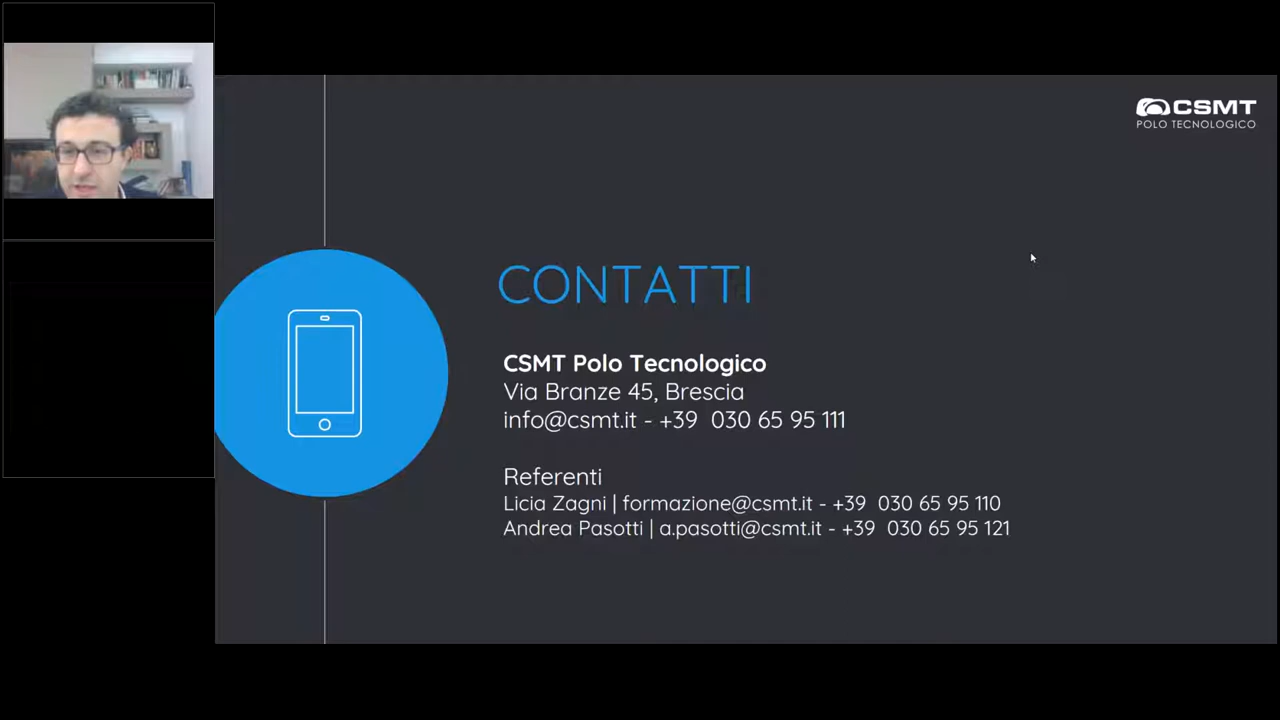 CSMT
POLO TECNOLOGICO
CONTATTI
CSMT Polo Tecnologico
Via Branze 45, Brescia
info@csmt.it - +39 030 65 95 111
Referenti
Licia Zagni | formazione@csmt.it - +39 030 65 95 110
Andrea Pasotti | a.pasotti@csmt.it - +39 030 65 95 121